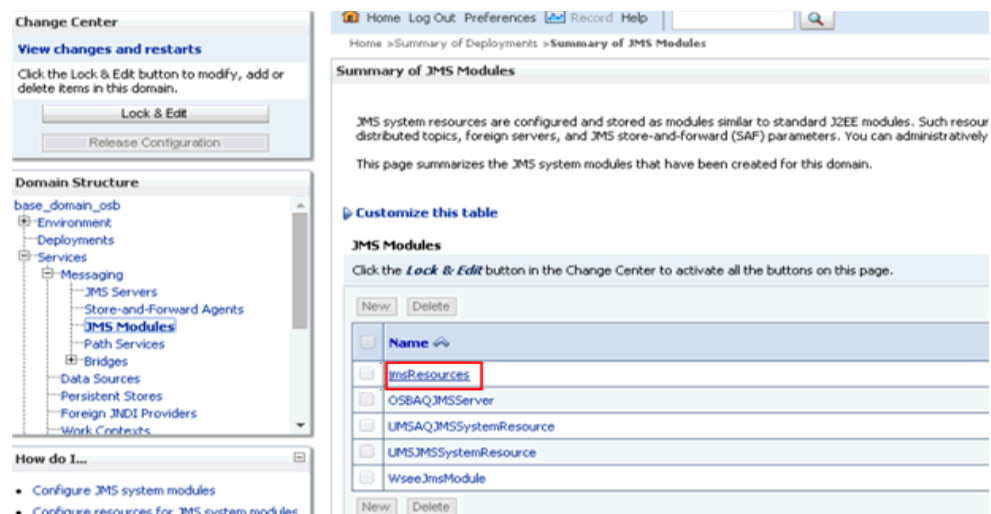 Change Center
View changes and restarts
Click the Lock & Edit button to modify, add or
delete items in this domain.
Lock & Edit
Release Configuration
Domain Structure
base_domain_osb
Environment
Deployments
Services
Messaging
JMS Servers
Store-and-Forward Agents
JMS Modules
Path Services
Bridges
Data Sources
Persistent Stores
Foreign JNDI Providers
Work Contexts
How do I...
Configure JMS system modules
Configure resources for JMS system modules
Home Log Out Preferences Record Help
Home >Summary of Deployments >Summary of JMS Modules
Summary of JMS Modules
JMS system resources are configured and stored as modules similar to standard J2EE modules. Such resour
distributed topics, foreign servers, and JMS store-and-forward (SAF) parameters. You can administratively
This page summarizes the JMS system modules that have been created for this domain.
Customize this table
JMS Modules
Click the Lock & Edit button in the Change Center to activate all the buttons on this page.
New Delete
Name
jmsResources
OSBAQJMSServer
UMSAQJMSSystemResource
UMSJMSSystemResource
WseeJmsModule
New Delete